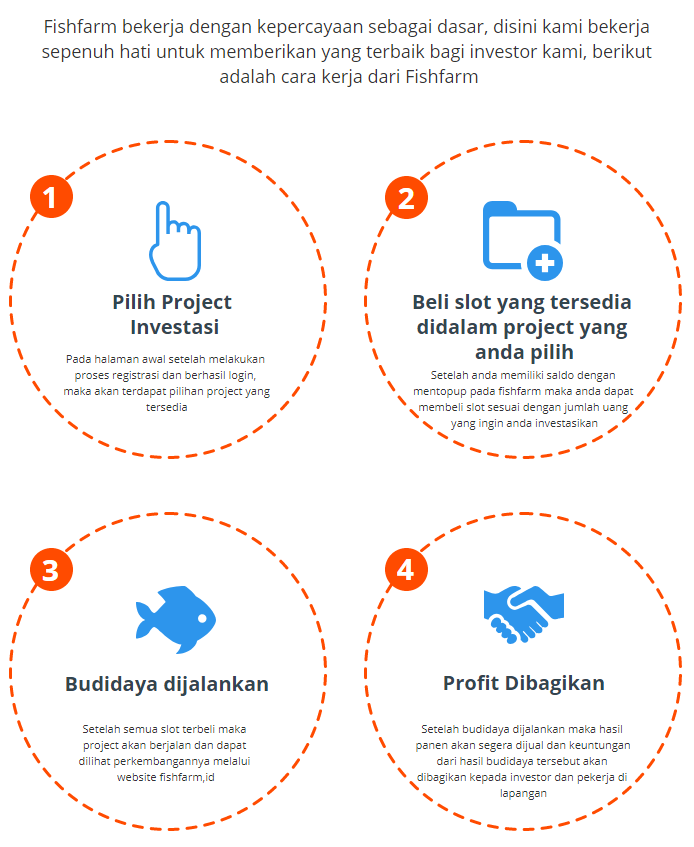 Fishfarm bekerja dengan kepercayaan sebagai dasar, disini kami bekerja
sepenuh hati untuk memberikan yang terbaik bagi investor kami, berikut
adalah cara kerja dari Fishfarm
1
Pilih Project
Investasi
Pada halaman awal setelah melakukan
proses registrasi dan berhasil login,
maka akan terdapat pilihan project yang
tersedia
2
Beli slot yang tersedia
didalam project yang
anda pilih
Setelah anda memiliki saldo dengan
mentopup pada fishfarm maka anda dapat
membeli slot sesuai dengan jumlah uang
yang ingin anda investasikan
3
Budidaya dijalankan
Setelah semua slot terbeli maka
project akan berjalan dan dapat
dilihat perkembangannya melalui
website fishfarm,id
4
Profit Dibagikan
Setelah budidaya dijalankan maka hasil
panen akan segera dijual dan keuntungan
dari hasil budidaya tersebut akan
dibagikan kepada investor dan pekerja di
lapangan